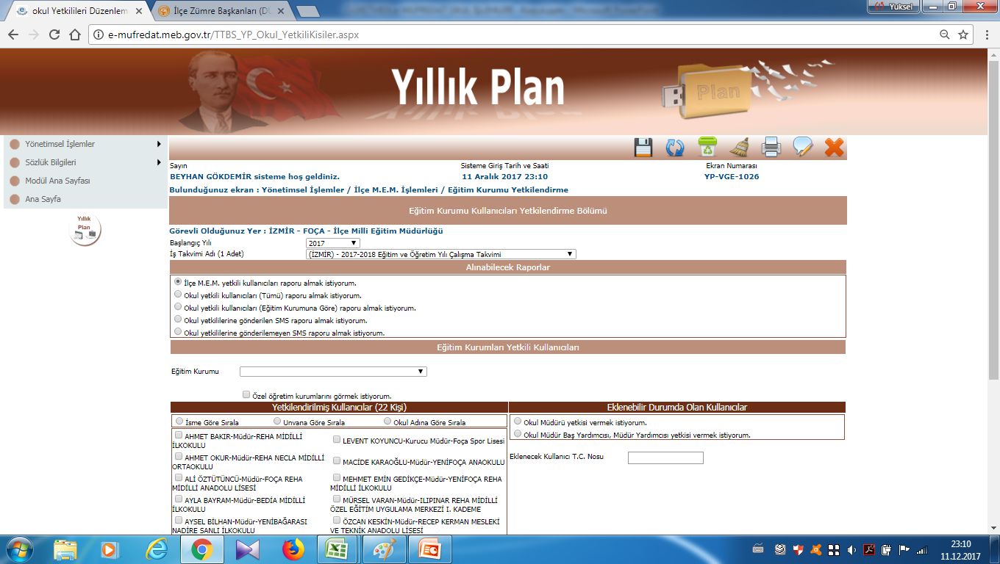 okul Yetkilileri Düzenlem
İlçe Zümre Başkanları (DÜ
Yüksel
e-mufredat.meb.gov.tr/TTBS_YP_Okul_YetkiliKisiler.aspx
Yıllık Plan
Plan
Yönetimsel İşlemler
Sözlük Bilgileri
Modül Ana Sayfası
Ana Sayfa
Yıllık
Plan
Sayın
Sisteme Giriş Tarih ve Saati
Ekran Numarası
BEYHAN GÖKDEMİR sisteme hoş geldiniz.
11 Aralık 2017 23:10
YP-VGE-1026
Bulunduğunuz ekran : Yönetimsel İşlemler / İlçe M.E.M. İşlemleri / Eğitim Kurumu Yetkilendirme
Eğitim Kurumu Kullanıcıları Yetkilendirme Bölümü
Görevli Olduğunuz Yer : İZMİR - FOÇA - İlçe Milli Eğitim Müdürlüğü
Başlangıç Yılı
2017
İş Takvimi Adı (1 Adet)
(İZMİR) - 2017-2018 Eğitim ve Öğretim Yılı Çalışma Takvimi
Alınabilecek Raporlar
İlçe M.E.M. yetkili kullanıcıları raporu almak istiyorum.
Okul yetkili kullanıcıları (Tümü) raporu almak istiyorum.
Okul yetkili kullanıcıları (Eğitim Kurumuna Göre) raporu almak istiyorum.
Okul yetkililerine gönderilen SMS raporu almak istiyorum.
Okul yetkililerine gönderilemeyen SMS raporu almak istiyorum.
Eğitim Kurumları Yetkili Kullanıcıları
Eğitim Kurumu
Özel öğretim kurumlarını görmek istiyorum.
Yetkilendirilmiş Kullanıcılar (22 Kişi)
İsme Göre Sırala
Unvana Göre Sırala
Okul Adına Göre Sırala
AHMET BAKIR-Müdür-REHA MİDİLLİ
İLKOKULU
AHMET OKUR-Müdür-REHA NECLA MİDİLLİ
ORTAOKULU
ALİ ÖZTÜTÜNCÜ-Müdür-FOÇA REHA
MİDİLLİ ANADOLU LİSESİ
AYLA BAYRAM-Müdür-BEDİA MİDİLLİ
İLKOKULU
AYSEL BİLHAN-Müdür-YENİBAĞARASI
NADİRE SANLI İLKOKULU
LEVENT KOYUNCU-Kurucu Müdür-Foça Spor Lisesi
MACİDE KARAOĞLU-Müdür-YENİFOÇA ANAOKULU
MEHMET EMİN GEDİKÇE-Müdür-YENİFOÇA REHA
MİDİLLİ İLKOKULU
MÜRSEL VARAN-Müdür-ILIPINAR REHA MİDİLLİ
ÖZEL EĞİTİM UYGULAMA MERKEZİ I. KADEME
ÖZCAN KESKİN-Müdür-RECEP KERMAN MESLEKİ
VE TEKNİK ANADOLU LİSESİ
Eklenebilir Durumda Olan Kullanıcılar
Okul Müdürü yetkisi vermek istiyorum.
Okul Müdür Baş Yardımcısı, Müdür Yardımcısı yetkisi vermek istiyorum.
Eklenecek Kullanıcı T.C. Nosu
23:10
11.12.2017